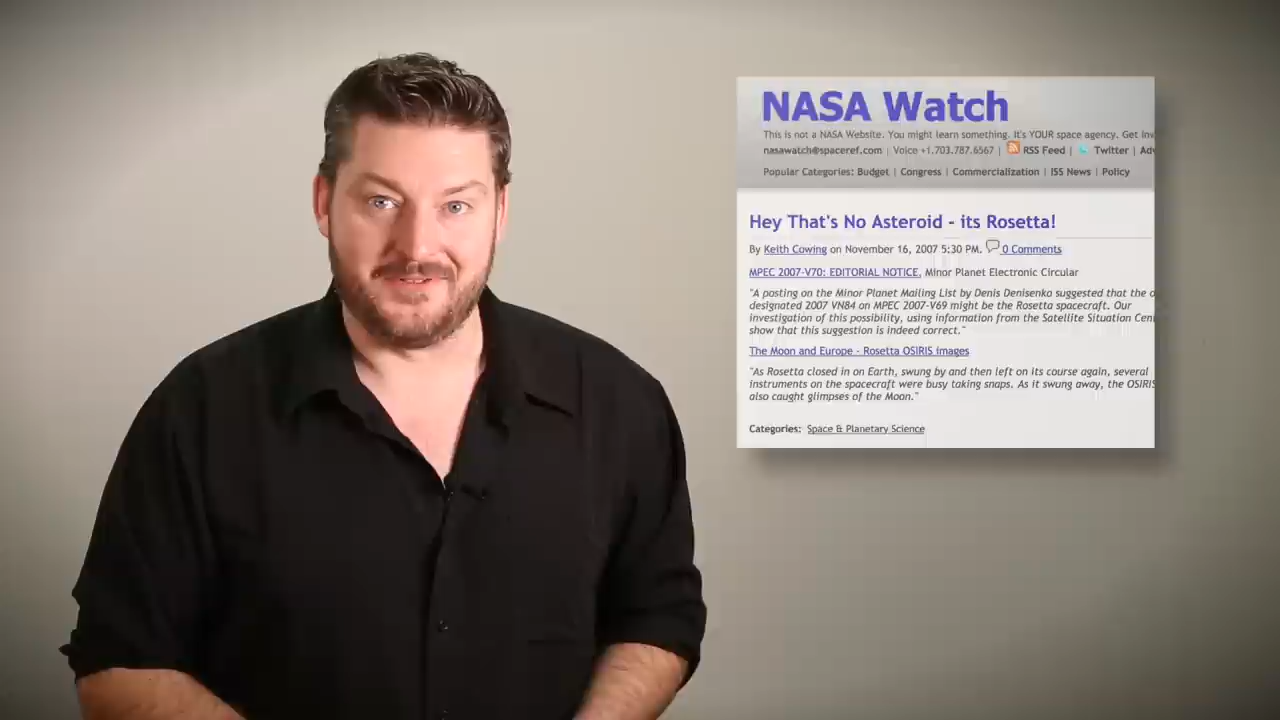 NASA Watch
This is not a NASA Website. You might learn something. It's YOUR space agency. Get
nasawatch@spaceref.com | Voice +1.703.787.6567 | RSS Feed | Twitter |
Popular Categories: Budget | Congress | Commercialization | ISS News | Policy
Hey That's No Asteroid - its Rosetta!
By Keith Cowing on November 16, 2007 5:30 PM. 0 Comments
MPEC 2007-V70: EDITORIAL NOTICE, Minor Planet Electronic Circular
"A posting on the Minor Planet Mailing List by Denis Denisenko suggested that the
designated 2007 VN84 on MPEC 2007-V69 might be the Rosetta spacecraft. Our
investigation of this possibility, using information from the Satellite Situation
show that this suggestion is indeed correct."
The Moon and Europe - Rosetta OSIRIS images
"As Rosetta closed in on Earth, swung by and then left on its course again, several
instruments on the spacecraft were busy taking snaps. As it swung away, the OSIRIS
also caught glimpses of the Moon."
Categories: Space & Planetary Science